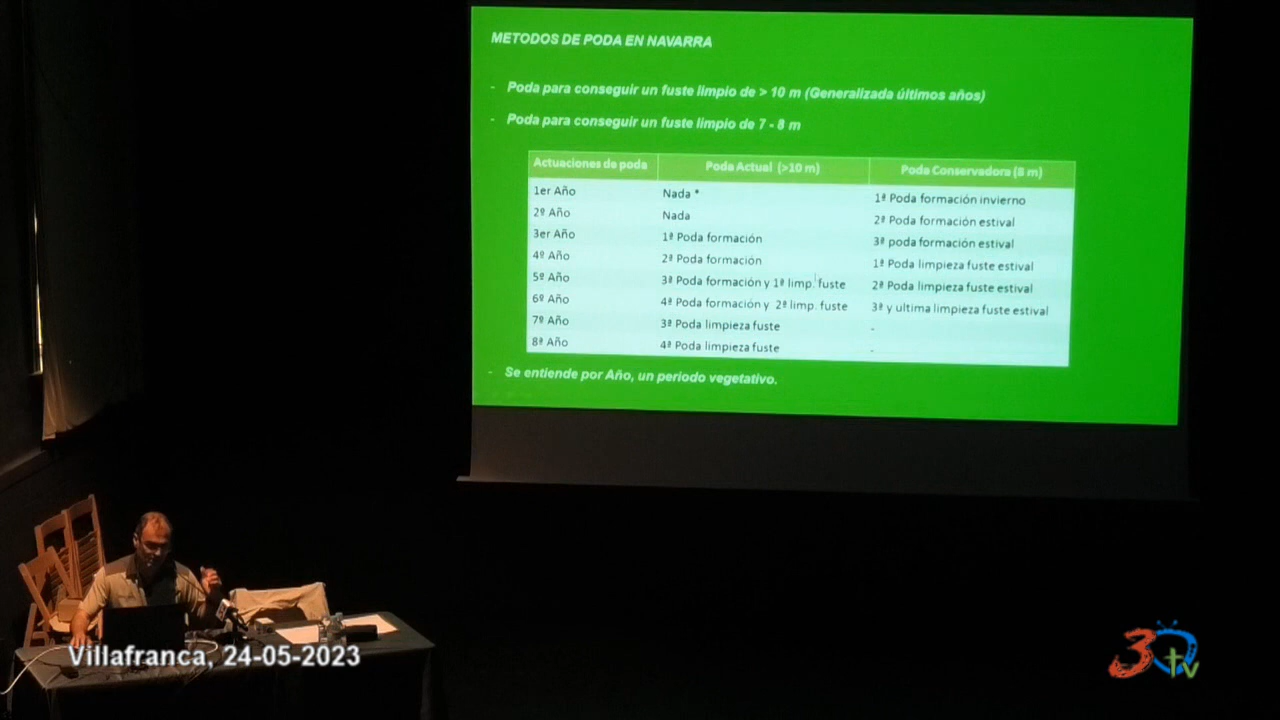 METODOS DE PODA EN NAVARRA
- Poda para conseguir un fuste limpio de > 10 m (Generalizada últimos años)
- Poda para conseguir un fuste limpio de 7 - 8 m
Actuaciones de poda Poda Actual (>10 m) Poda Conservadora (8 m)
1er Año Nada * 1ª Poda formación invierno
2º Año Nada 2ª Poda formación estival
3er Año 1ª Poda formación 3ª poda formación estival
4º Año 2ª Poda formación 1ª Poda limpieza fuste estival
5º Año 3ª Poda formación y 1ª limp. fuste 2ª Poda limpieza fuste estival
6º Año 4ª Poda formación y 2ª limp. fuste 3ª y ultima limpieza fuste estival
7º Año 3ª Poda limpieza fuste -
8ª Año 4ª Poda limpieza fuste -
- Se entiende por Año, un periodo vegetativo.
Villafranca, 24-05-2023
30tv